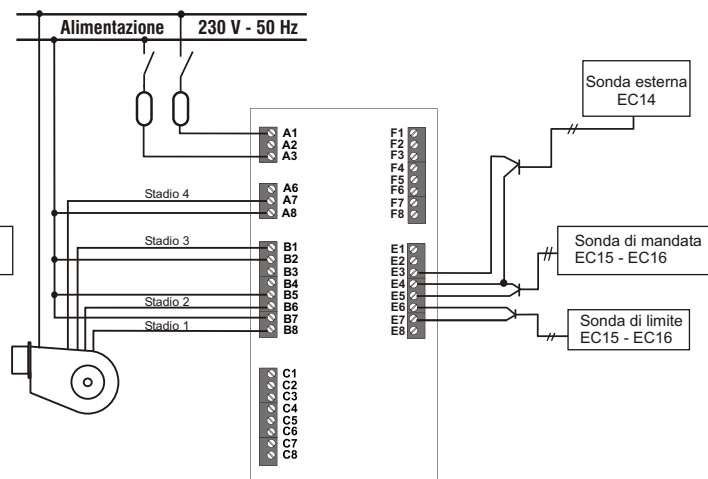 Alimentazione 230 V - 50 Hz
Sonda esterna
EC14
A1
A2
A3
A6
A7
A8
Stadio 4
Stadio 3
Stadio 2
Stadio 1
B1
B2
B3
B4
B5
B6
B7
B8
C1
C2
C3
C4
C5
C6
C7
C8
F1
F2
F3
F4
F5
F6
F7
F8
E1
E2
E3
E4
E5
E6
E7
E8
Sonda di mandata
EC15 - EC16
Sonda di limite
EC15 - EC16